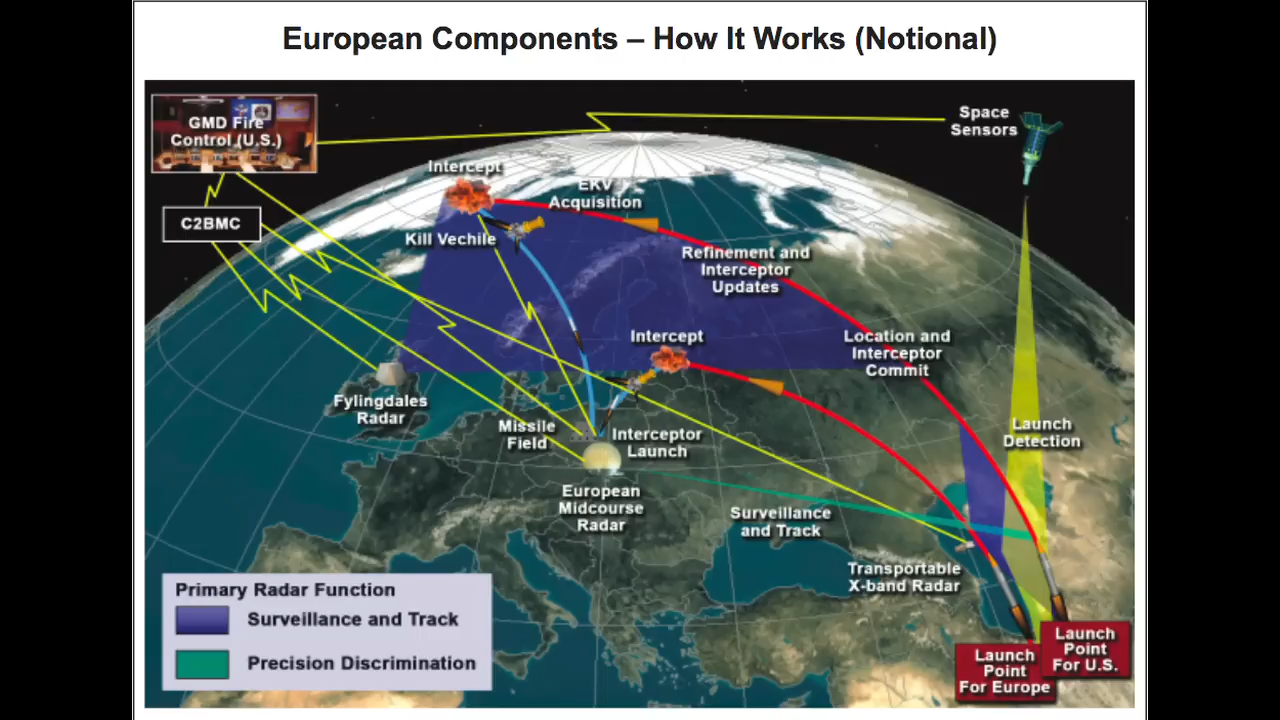 European Components – How It Works (Notional)
GMD Fire
Control (U.S.)
C2BMC
Space
Sensors
Intercept
EKV
Acquisition
Kill Vechile
Refinement and
Interceptor
Updates
Intercept
Location and
Interceptor
Commit
Fylingdales
Radar
Missile
Field
Interceptor
Launch
Launch
Detection
European
Midcourse
Radar
Surveillance
and Track
Transportable
X-band Radar
Primary Radar Function
Surveillance and Track
Precision Discrimination
Launch
Point
For Europe
Launch
Point
For U.S.